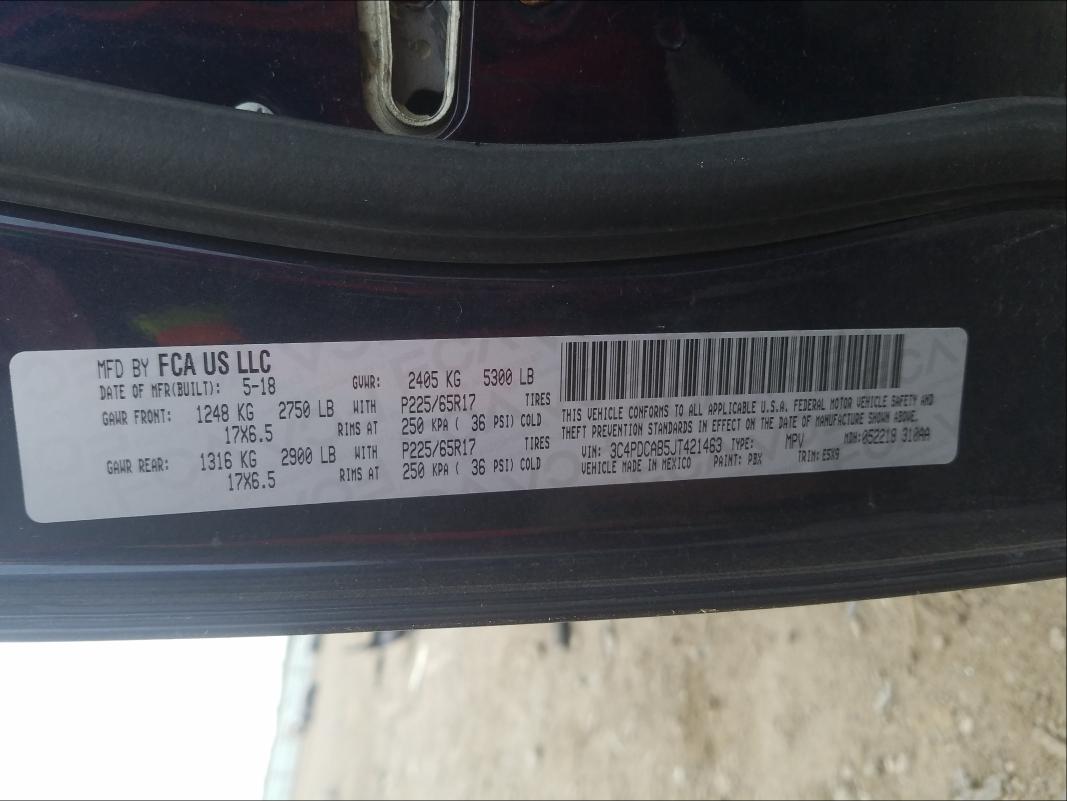 MFD BY FCA US LLC
DATE OF MFR(BUILT): 5-18 GVWR: 2405 KG 5300 LB
GAWR FRONT: 1248 KG 2750 LB WITH P225/65R17 TIRES
17X6.5 RIMS AT 250 KPA ( 36 PSI) COLD
GAWR REAR: 1316 KG 2900 LB WITH P225/65R17 TIRES
17X6.5 RIMS AT 250 KPA ( 36 PSI) COLD
THIS VEHICLE CONFORMS TO ALL APPLICABLE U.S.A. FEDERAL MOTOR VEHICLE SAFETY AND
THEFT PREVENTION STANDARDS IN EFFECT ON THE DATE OF MANUFACTURE SHOWN ABOVE.
VIN: 3C4PDCAB5JT421463 TYPE: MPV MDH: 052218 310AA
VEHICLE MADE IN MEXICO PAINT: PBX TRIM: E5X9